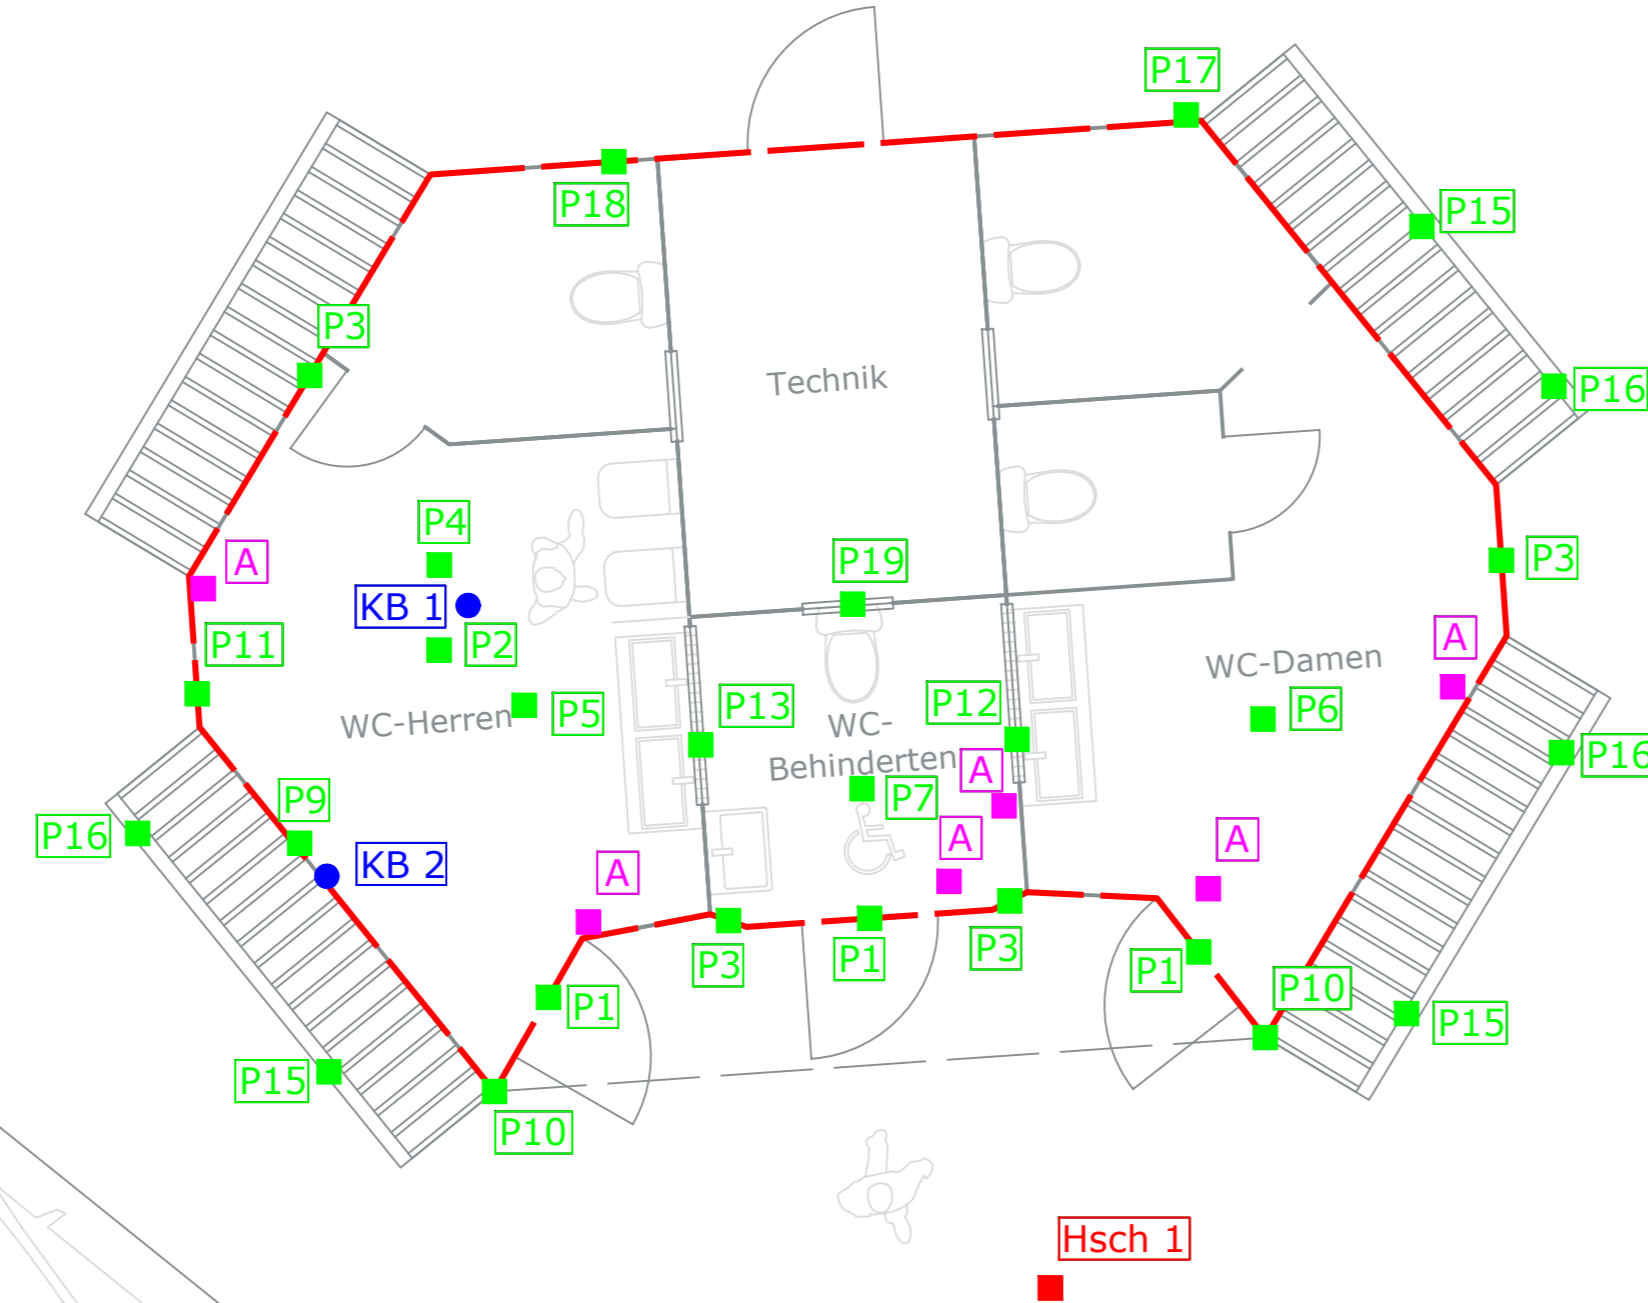 P17
P18
P15
P3
Technik
P16
P4
A
P19
P3
KB 1
P11
P2
A
WC-Damen
P13
P12
P5
P6
WC-Herren
WC-
Behinderten
A
P16
P7
P9
P16
A
A
KB 2
A
P3
P1
P3
P1
P10
P1
P15
P15
P10
Hsch 1